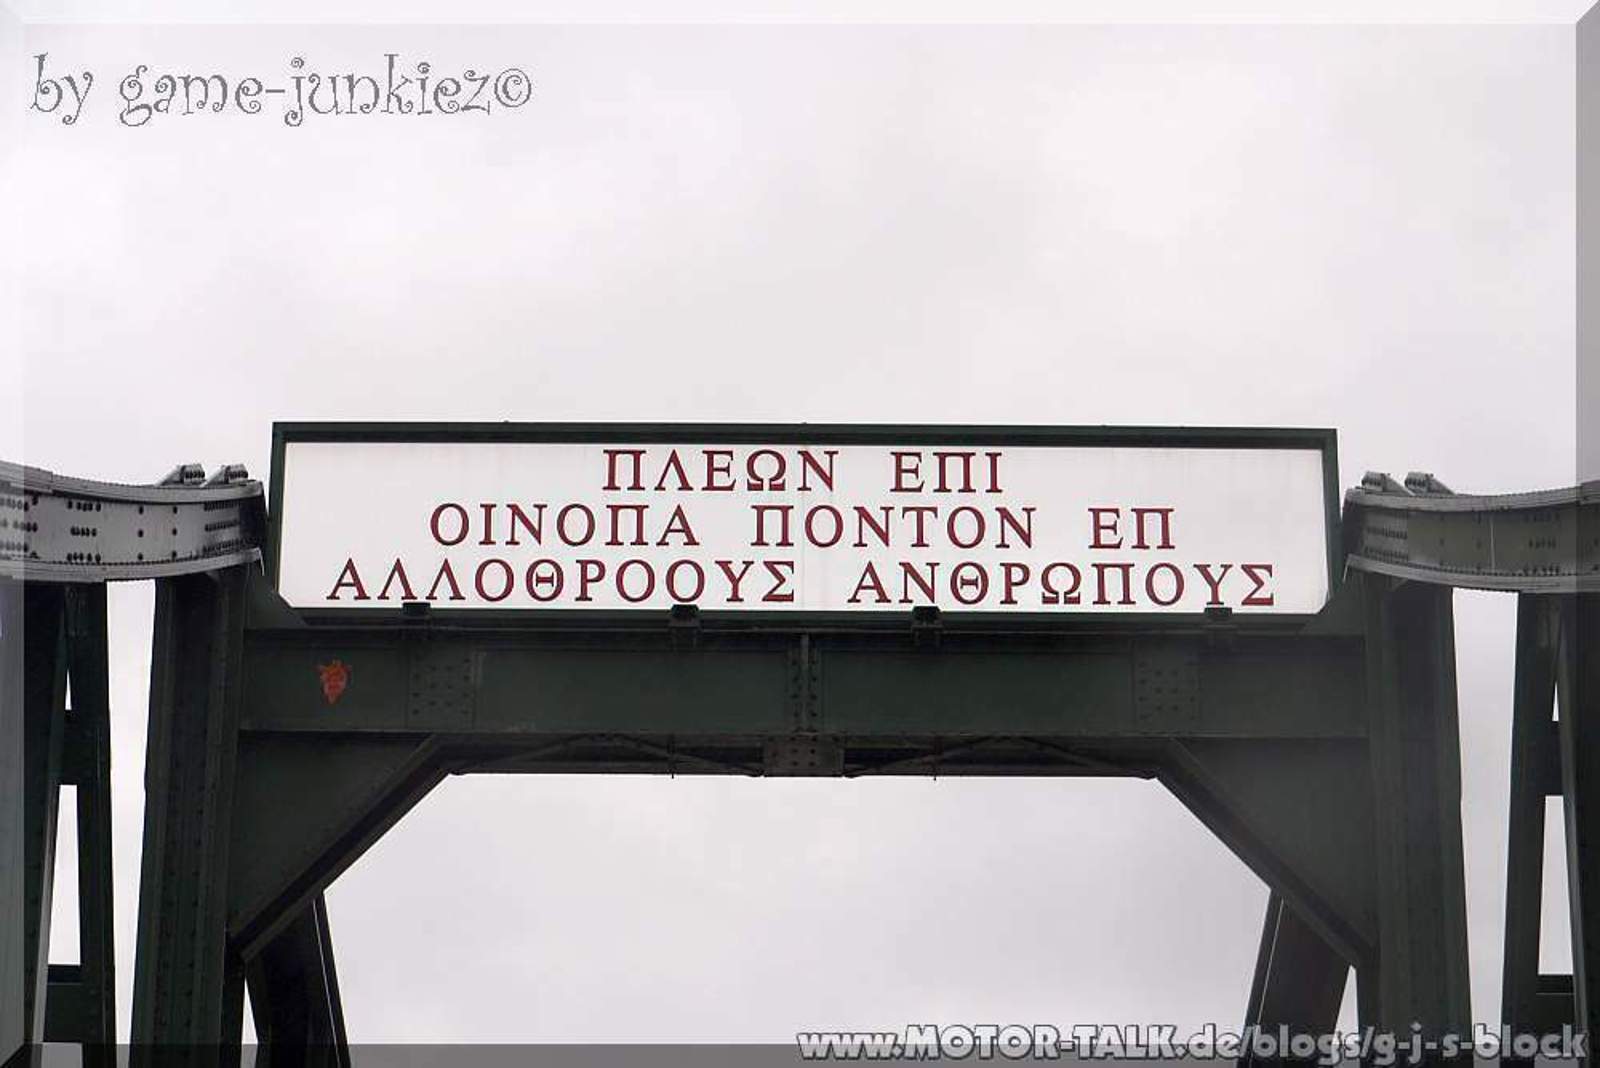 by game-junkiez©
ΠΛΕΩΝ ΕΠΙ
ΟΙΝΟΠΑ ΠΟΝΤΟΝ ΕΠ
ΑΛΛΟΘΡΟΟΥΣ ΑΝΘΡΩΠΟΥΣ
www.MOTOR-TALK.de/blogs/g-j-s-block